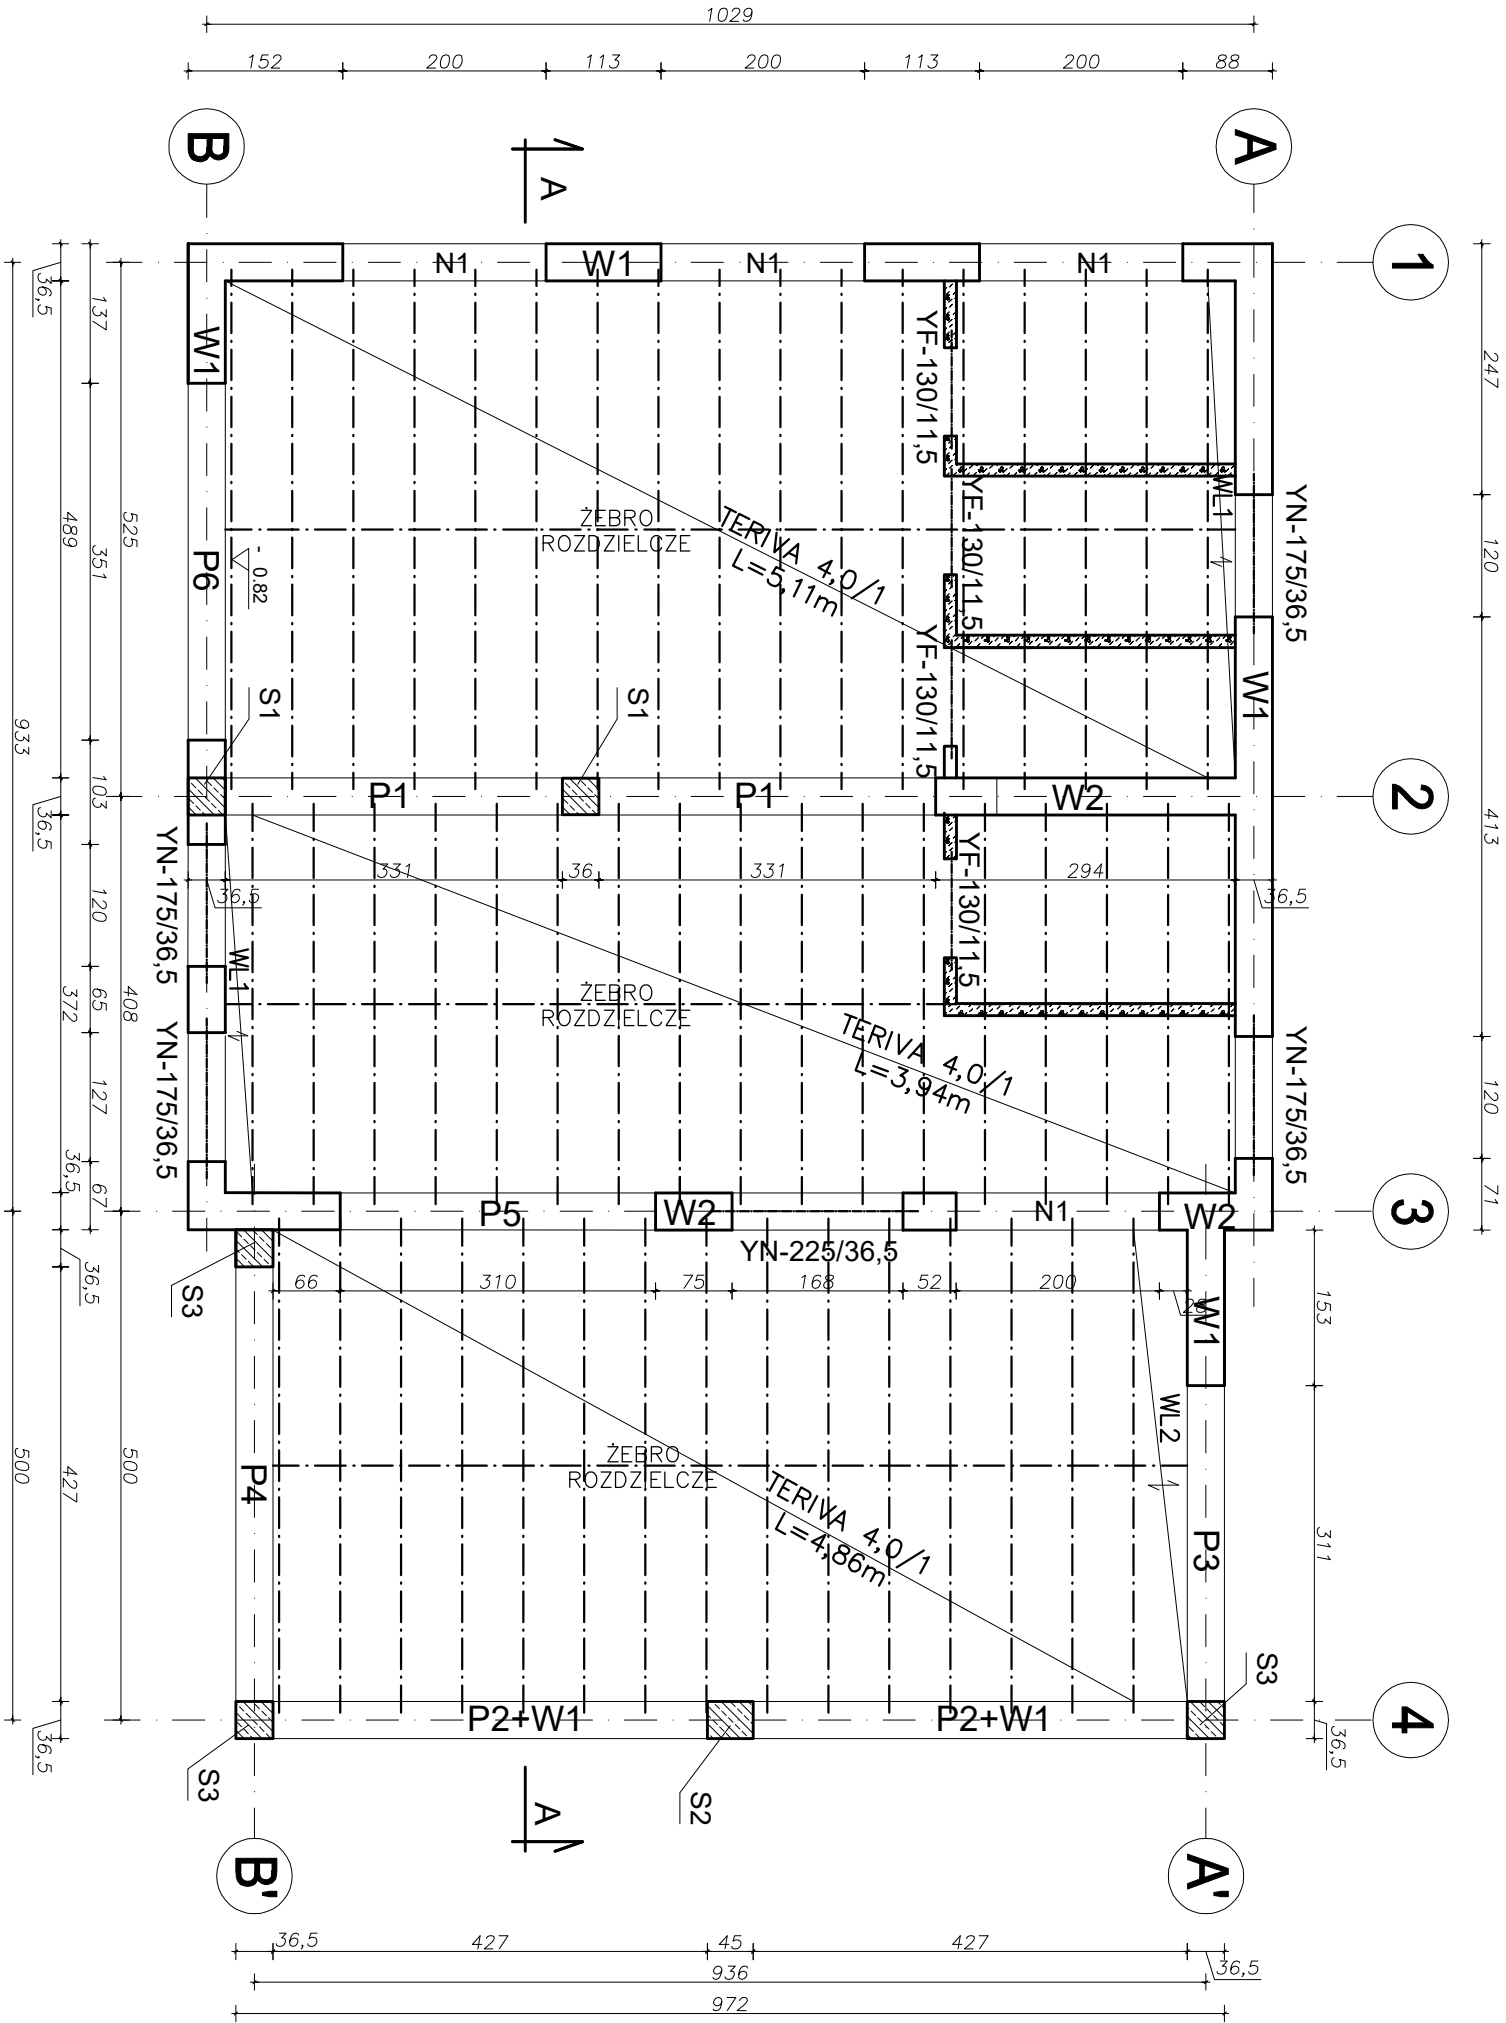 1029
152
200
113
200
113
200
88
B
A
A
1
247
36,5
137
N1
W1
N1
N1
W1
YF-130/11,5
YF-130/11,5
WL1
YN-175/36,5
120
525
489
351
P6
- 0.82
ŻEBRO
ROZDZIELCZE
TERIVA 4,0/1
L=5,11m
YF-130/11,5
W1
S1
S1
933
103
36,5
P1
P1
W2
2
413
YN-175/36,5
331
36
331
294
36,5
36,5
YF-130/11,5
120
WL1
408
372
65
ŻEBRO
ROZDZIELCZE
TERIVA 4,0/1
L=3,94m
YN-175/36,5
YN-175/36,5
127
120
36,5
67
71
P5
W2
N1
W2
3
YN-225/36,5
36,5
S3
66
310
75
168
52
200
28
W1
153
WL2
500
427
500
P4
ŻEBRO
ROZDZIELCZE
TERIVA 4,0/1
L=4,86m
P3
311
S3
36,5
P2+W1
P2+W1
4
36,5
S3
S2
A
B'
A'
36,5
427
45
427
36,5
936
972